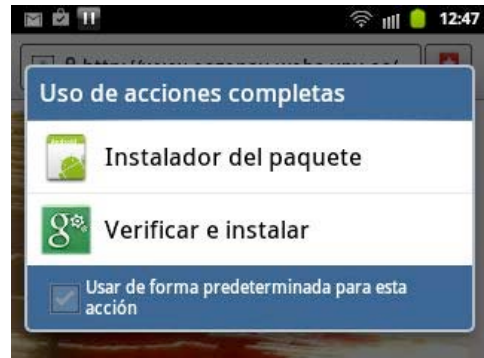 12:47
Uso de acciones completas
Instalador del paquete
Verificar e instalar
Usar de forma predeterminada para esta
acción